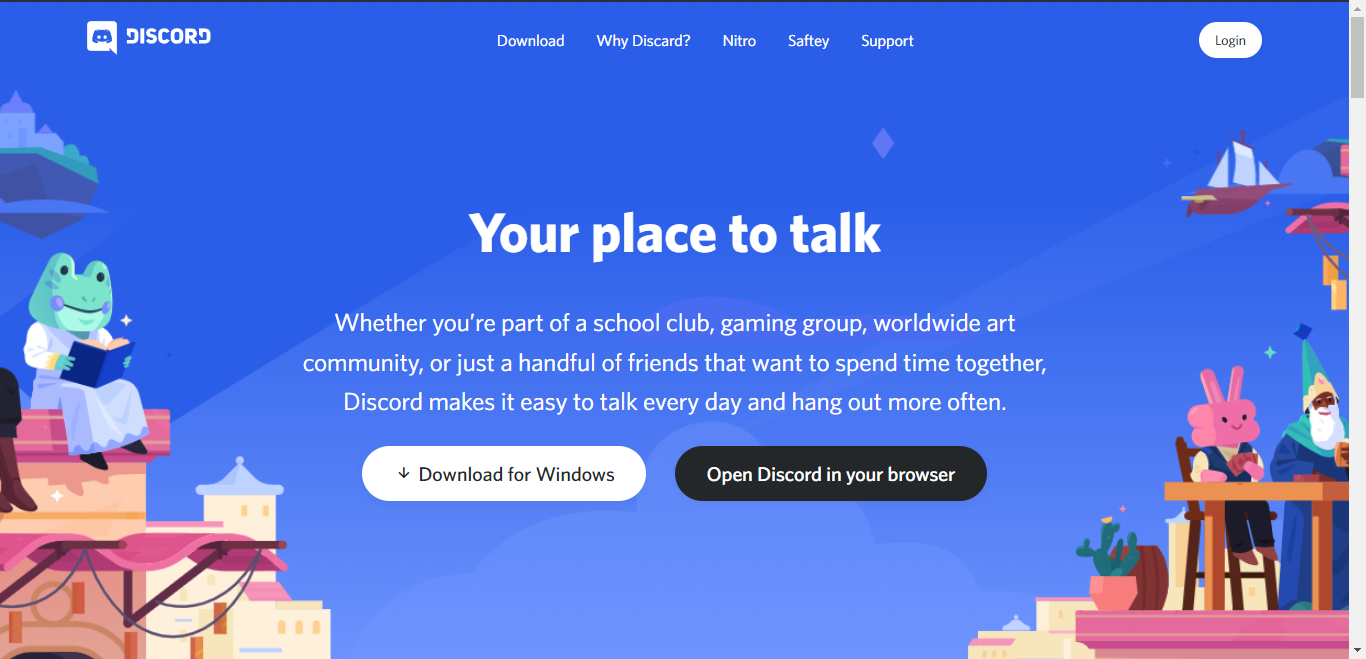 DISCORD
Download Why Discard? Nitro Saftey Support
Login
Your place to talk
Whether you’re part of a school club, gaming group, worldwide art
community, or just a handful of friends that want to spend time together,
Discord makes it easy to talk every day and hang out more often.
Download for Windows
Open Discord in your browser